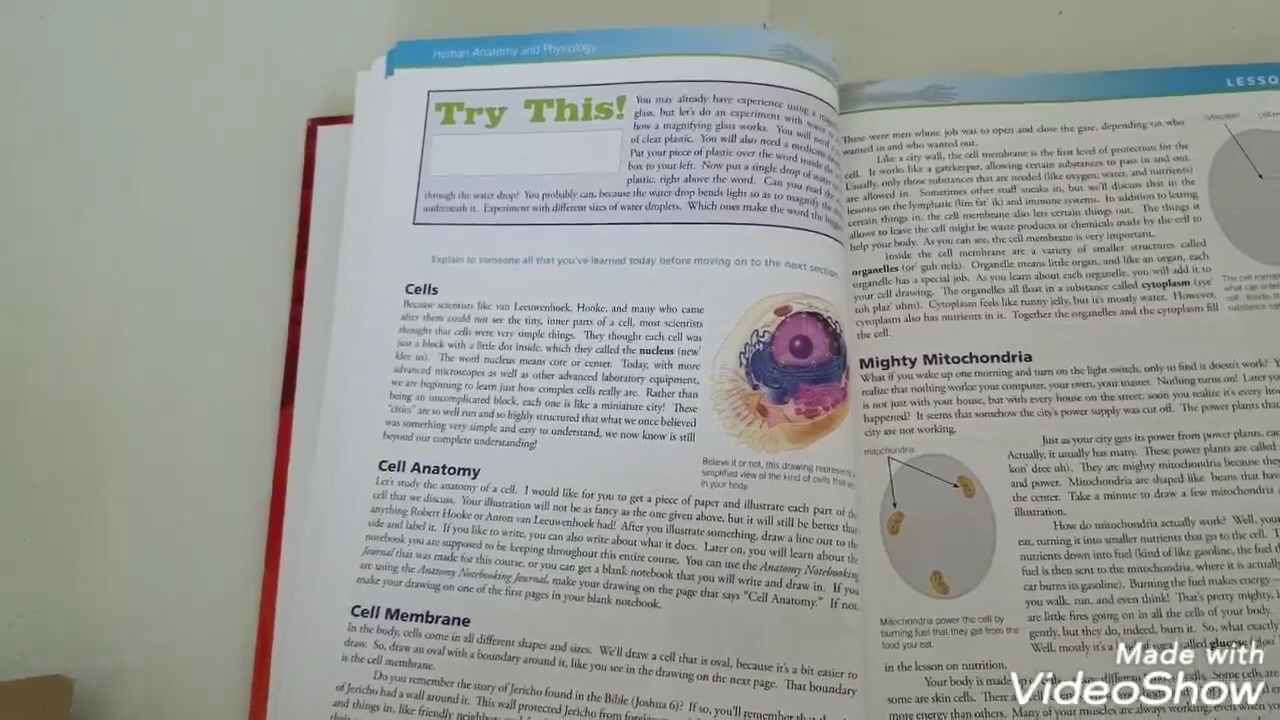 Human Anatomy and Physiology
Try This!
You may already have experience using a
glass, but let's do an experiment with water
how a magnifying glass works. You will need
of clear plastic. You will also need a medicine
Put your piece of plastic over the word inside the
box to your left. Now put a single drop of water
plastic, right above the word. Can you read the
through the water drop? You probably can, because the water drop bends light so as to magnify the
underneath it. Experiment with different sizes of water droplets. Which ones make the word the
Explain to someone all that you've learned today before moving on to the next section.
Cells
Because scientists like van Leeuwenhoek, Hooke, and many who came
after them could not see the tiny, inner parts of a cell, most scientists
thought that cells were very simple things. They thought each cell was
just a block with a little dot inside, which they called the nucleus (new'
klee us). The word nucleus means core or center. Today, with more
advanced microscopes as well as other advanced laboratory equipment,
we are beginning to learn just how complex cells really are. Rather than
being an uncomplicated block, each one is like a miniature city! These
"cities" are so well run and so highly structured that what we once believed
was something very simple and easy to understand, we now know is still
beyond our complete understanding!
Believe it or not, this drawing represents a
simplified view of the kind of cells that are
in your body.
Cell Anatomy
Let's study the anatomy of a cell. I would like for you to get a piece of paper and illustrate each part of the
cell that we discuss. Your illustration will not be as fancy as the one given above, but it will still be better than
anything Robert Hooke or Anton van Leeuwenhoek had! After you illustrate something, draw a line out to the
side and label it. If you like to write, you can also write about what it does. Later on, you will learn about the
notebook you are supposed to be keeping throughout this entire course. You can use the Anatomy Notebooking
Journal that was made for this course, or you can get a blank notebook that you will write and draw in. If you
are using the Anatomy Notebooking Journal, make your drawing on the page that says "Cell Anatomy." If not,
make your drawing on one of the first pages in your blank notebook.
Cell Membrane
In the body, cells come in all different shapes and sizes. We'll draw a cell that is oval, because it's a bit easier to
draw. So, draw an oval with a boundary around it, like you see in the drawing on the next page. That boundary
is the cell membrane.
Do you remember the story of Jericho found in the Bible (Joshua 6)? If so, you'll remember that the
of Jericho had a wall around it. This wall protected Jericho from
and things in, like friendly
LESSO
These were men whose job was to open and close the gate, depending on who
wanted in and who wanted out.
Like a city wall, the cell membrane is the first level of protection for the
cell. It works like a gatekeeper, allowing certain substances to pass in and out.
Usually, only those substances that are needed (like oxygen, water, and nutrients)
are allowed in. Sometimes other stuff sneaks in, but we'll discuss that in the
lessons on the lymphatic (lim fat' ik) and immune systems. In addition to letting
certain things in, the cell membrane also lets certain things out. The things it
allows to leave the cell might be waste products or chemicals made by the cell to
help your body. As you can see, the cell membrane is very important.
Inside the cell membrane are a variety of smaller structures called
organelles (or' guh nelz). Organelle means little organ, and like an organ, each
organelle has a special job. As you learn about each organelle, you will add it to
your cell drawing. The organelles all float in a substance called cytoplasm (sye'
toh plaz' uhm). Cytoplasm feels like runny jelly, but it's mostly water. However,
cytoplasm also has nutrients in it. Together the organelles and the cytoplasm fill
the cell.
The cell mem
Mighty Mitochondria
What if you wake up one morning and turn on the light switch, only to find it doesn't work?
realize that nothing works: your computer, your oven, your toaster. Nothing turns on! Later you
is not just with your house, but with every house on the street; soon you realize it's every
happened? It seems that somehow the city's power supply was cut off. The power plants that
city are not working.
mitochondria
Mitochondria power the cell by
burning fuel that they get from the
food you eat.
Just as your city gets its power from power plants,
Actually, it usually has many. These power plants are called
kon' dree uh). They are mighty mitochondria because they
and power. Mitochondria are shaped like beans that have
the center. Take a minute to draw a few mitochondria
illustration.
How do mitochondria actually work? Well, you
eat, turning it into smaller nutrients that go to the cell.
nutrients down into fuel (kind of like gasoline, the fuel
fuel is then sent to the mitochondria, where it is actually
car burns its gasoline). Burning the fuel makes energy
you walk, run, and even think! That's pretty mighty,
are little fires going on in all the cells of your body.
gently, but they do, indeed, burn it. So, what exactly
Well, mostly it's a called glucose
in the lesson on nutrition.
Your body is made cells. Some cells are
some are skin cells. There
more energy than others. Many of your muscles are always
Made with
VideoShow